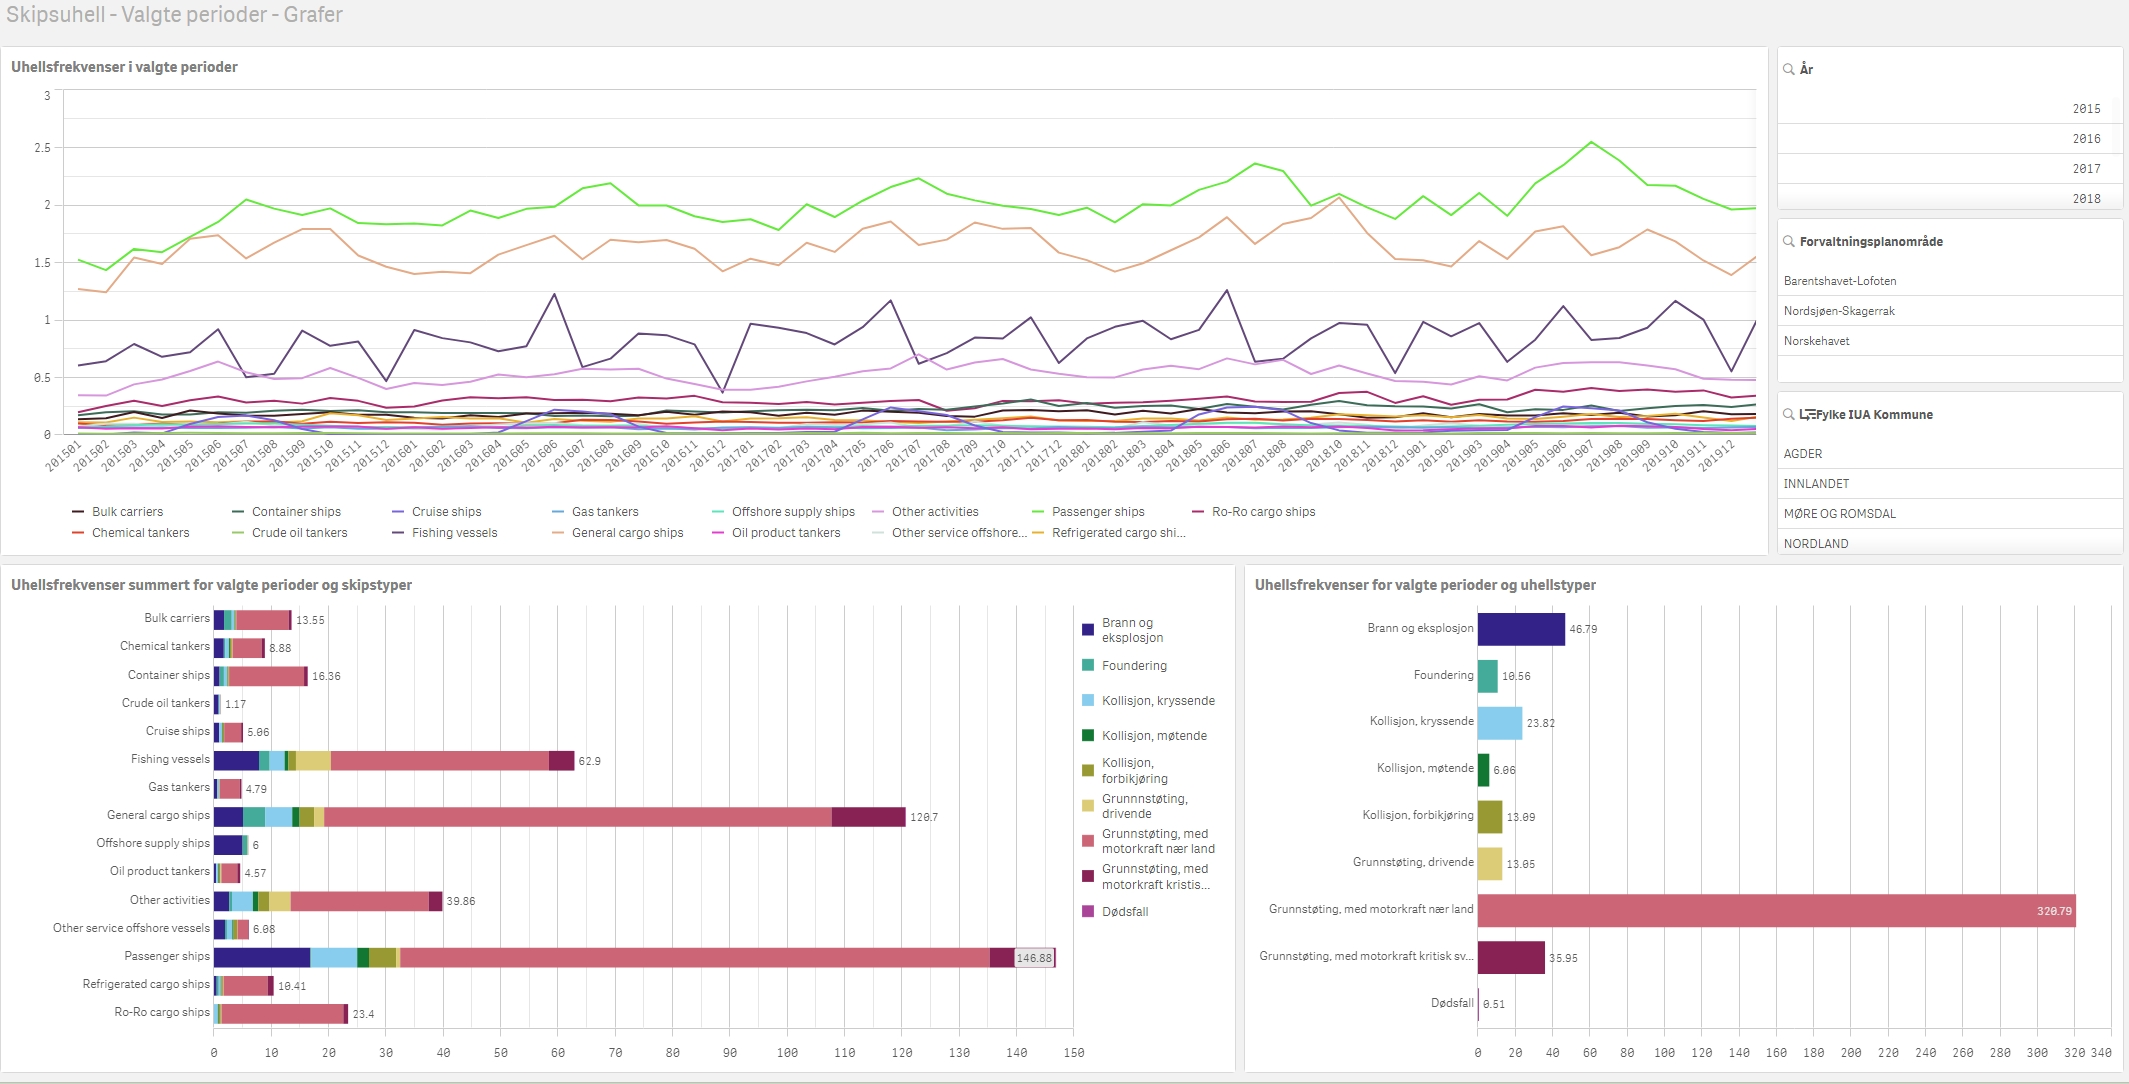 Skipsuhell - Valgte perioder - Grafer
Uhellsfrekvenser i valgte perioder
3
2.5
2
1.5
1
0.5
0
201501 201502 201503 201504 201505 201506 201507 201508 201509 201510 201511 201512 201601 201602 201603 201604 201605 201606 201607 201608 201609 201610 201611 201612 201701 201702 201703 201704 201705 201706 201707 201708 201709 201710 201711 201712 201801 201802 201803 201804 201805 201806 201807 201808 201809 201810 201811 201812 201901 201902 201903 201904 201905 201906 201907 201908 201909 201910 201911 201912
Bulk carriers Container ships Cruise ships Gas tankers Offshore supply ships Other activities Passenger ships Ro-Ro cargo ships
Chemical tankers Crude oil tankers Fishing vessels General cargo ships Oil product tankers Other service offshore... Refrigerated cargo shi...
År
2015
2016
2017
2018
Forvaltningsplanområde
Barentshavet-Lofoten
Nordsjøen-Skagerrak
Norskehavet
Fylke IUA Kommune
AGDER
INNLANDET
MØRE OG ROMSDAL
NORDLAND
Uhellsfrekvenser summert for valgte perioder og skipstyper
Bulk carriers 13.55
Chemical tankers 8.88
Container ships 16.36
Crude oil tankers 1.17
Cruise ships 5.06
Fishing vessels 62.9
Gas tankers 4.79
General cargo ships 120.7
Offshore supply ships 6
Oil product tankers 4.57
Other activities 39.86
Other service offshore vessels 6.08
Passenger ships 146.88
Refrigerated cargo ships 10.41
Ro-Ro cargo ships 23.4
0 10 20 30 40 50 60 70 80 90 100 110 120 130 140 150
Brann og
eksplosjon
Foundering
Kollisjon, kryssende
Kollisjon, møtende
Kollisjon,
forbikjøring
Grunnnstøting,
drivende
Grunnstøting, med
motorkraft nær land
Grunnstøting, med
motorkraft kristis...
Dødsfall
Uhellsfrekvenser for valgte perioder og uhellstyper
Brann og eksplosjon 46.79
Foundering 10.56
Kollisjon, kryssende 23.82
Kollisjon, møtende 6.06
Kollisjon, forbikjøring 13.09
Grunnstøting, drivende 13.05
Grunnstøting, med motorkraft nær land 320.79
Grunnstøting, med motorkraft kritisk sv... 35.95
Dødsfall 0.51
0 20 40 60 80 100 120 140 160 180 200 220 240 260 280 300 320 340